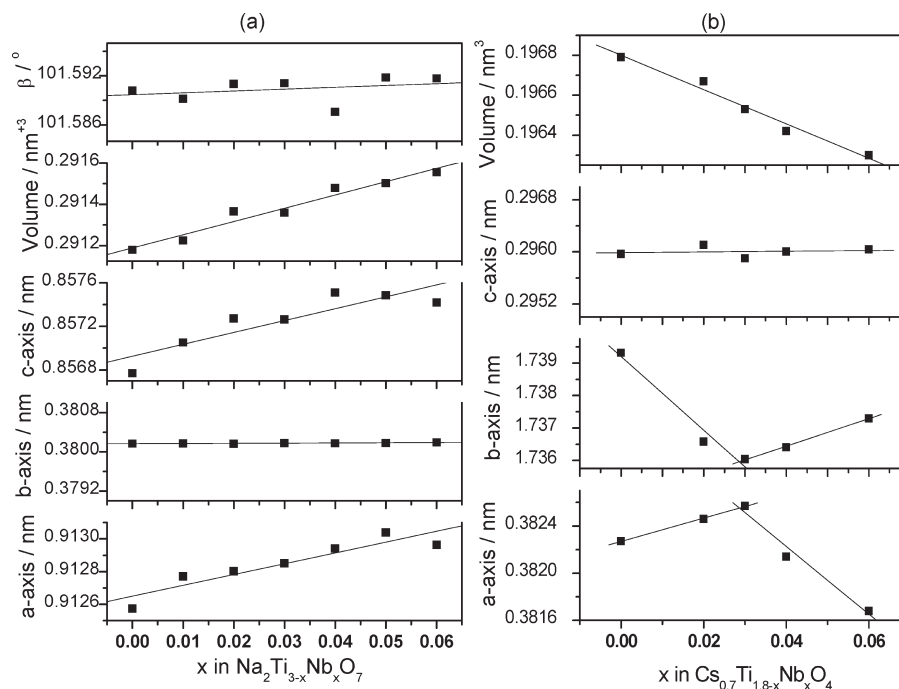 (a)
β / °
101.592
101.586
Volume / nm⁺³
0.2916
0.2914
0.2912
c-axis / nm
0.8576
0.8572
0.8568
b-axis / nm
0.3808
0.3800
0.3792
a-axis / nm
0.9130
0.9128
0.9126
0.00 0.01 0.02 0.03 0.04 0.05 0.06
x in Na₂Ti₃₋ₓNbₓO₇
(b)
Volume / nm³
0.1968
0.1966
0.1964
c-axis / nm
0.2968
0.2960
0.2952
b-axis / nm
1.739
1.738
1.737
1.736
a-axis / nm
0.3824
0.3820
0.3816
0.00 0.02 0.04 0.06
x in Cs₀.₇Ti₁.₈₋ₓNbₓO₄